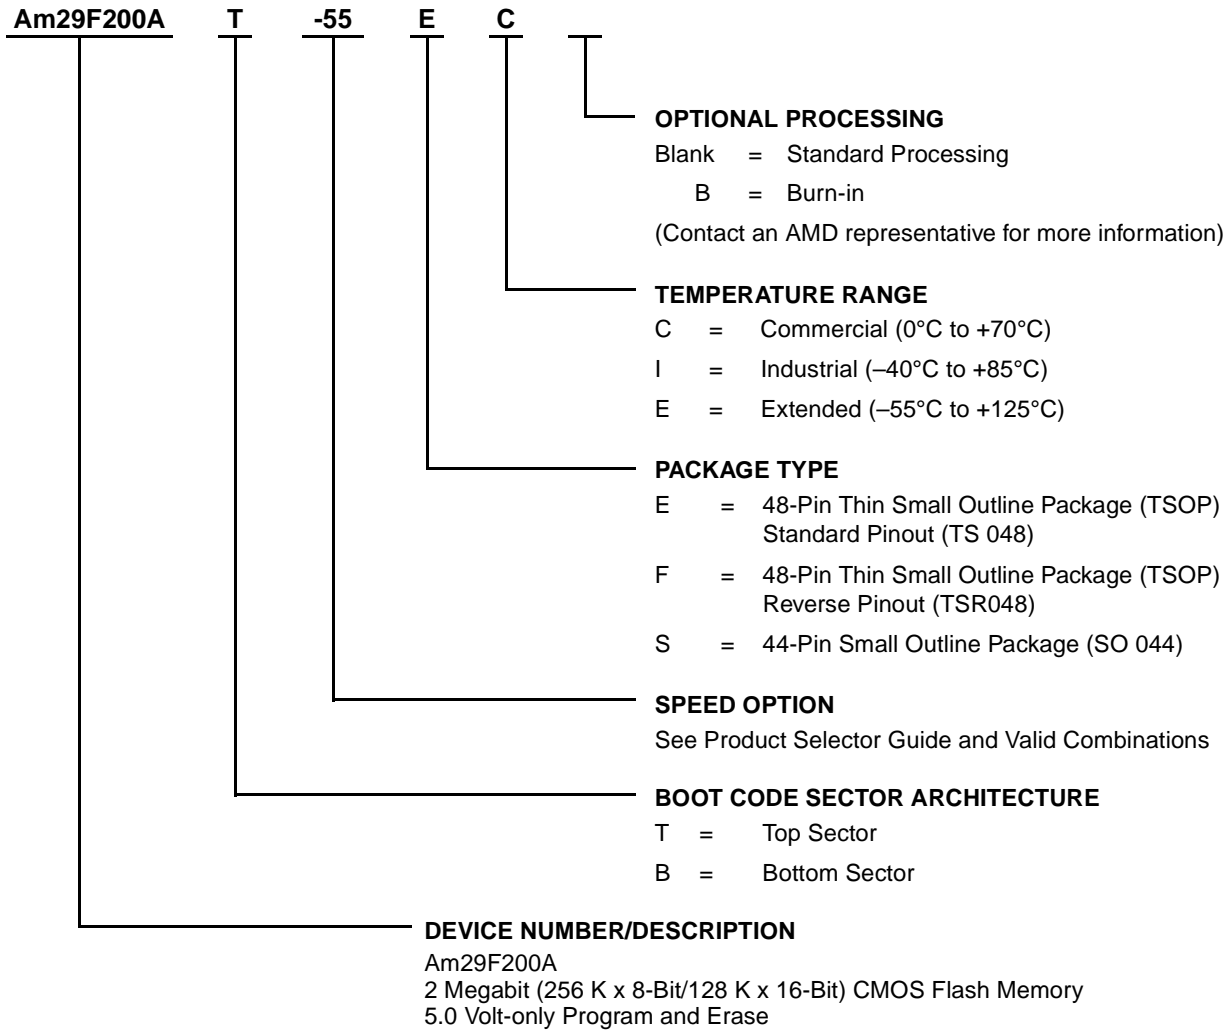 Am29F200A T -55 E C
OPTIONAL PROCESSING
Blank = Standard Processing
B = Burn-in
(Contact an AMD representative for more information)
TEMPERATURE RANGE
C = Commercial (0°C to +70°C)
I = Industrial (–40°C to +85°C)
E = Extended (–55°C to +125°C)
PACKAGE TYPE
E = 48-Pin Thin Small Outline Package (TSOP)
Standard Pinout (TS 048)
F = 48-Pin Thin Small Outline Package (TSOP)
Reverse Pinout (TSR048)
S = 44-Pin Small Outline Package (SO 044)
SPEED OPTION
See Product Selector Guide and Valid Combinations
BOOT CODE SECTOR ARCHITECTURE
T = Top Sector
B = Bottom Sector
DEVICE NUMBER/DESCRIPTION
Am29F200A
2 Megabit (256 K x 8-Bit/128 K x 16-Bit) CMOS Flash Memory
5.0 Volt-only Program and Erase